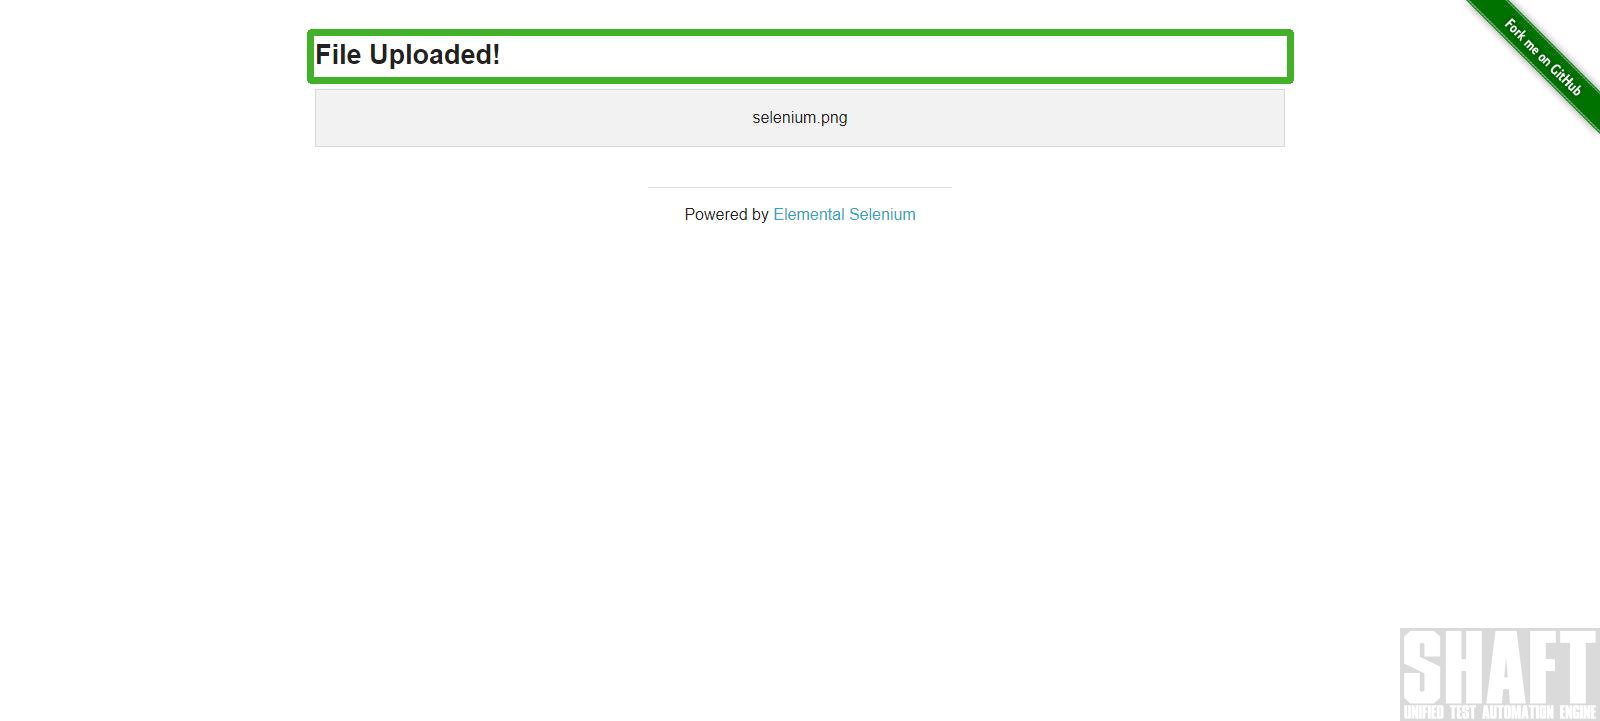 File Uploaded!
Fork me on GitHub
selenium.png
Powered by Elemental Selenium
SHAFT
UNIFIED TEST AUTOMATION ENGINE